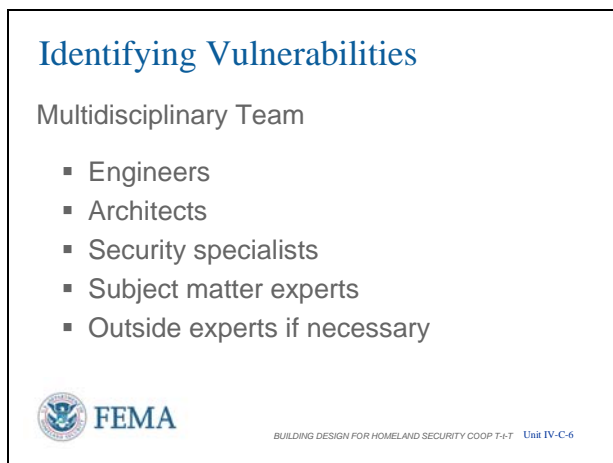 Identifying Vulnerabilities
Multidisciplinary Team
▪ Engineers
▪ Architects
▪ Security specialists
▪ Subject matter experts
▪ Outside experts if necessary
FEMA
BUILDING DESIGN FOR HOMELAND SECURITY COOP T-t-T Unit IV-C-6